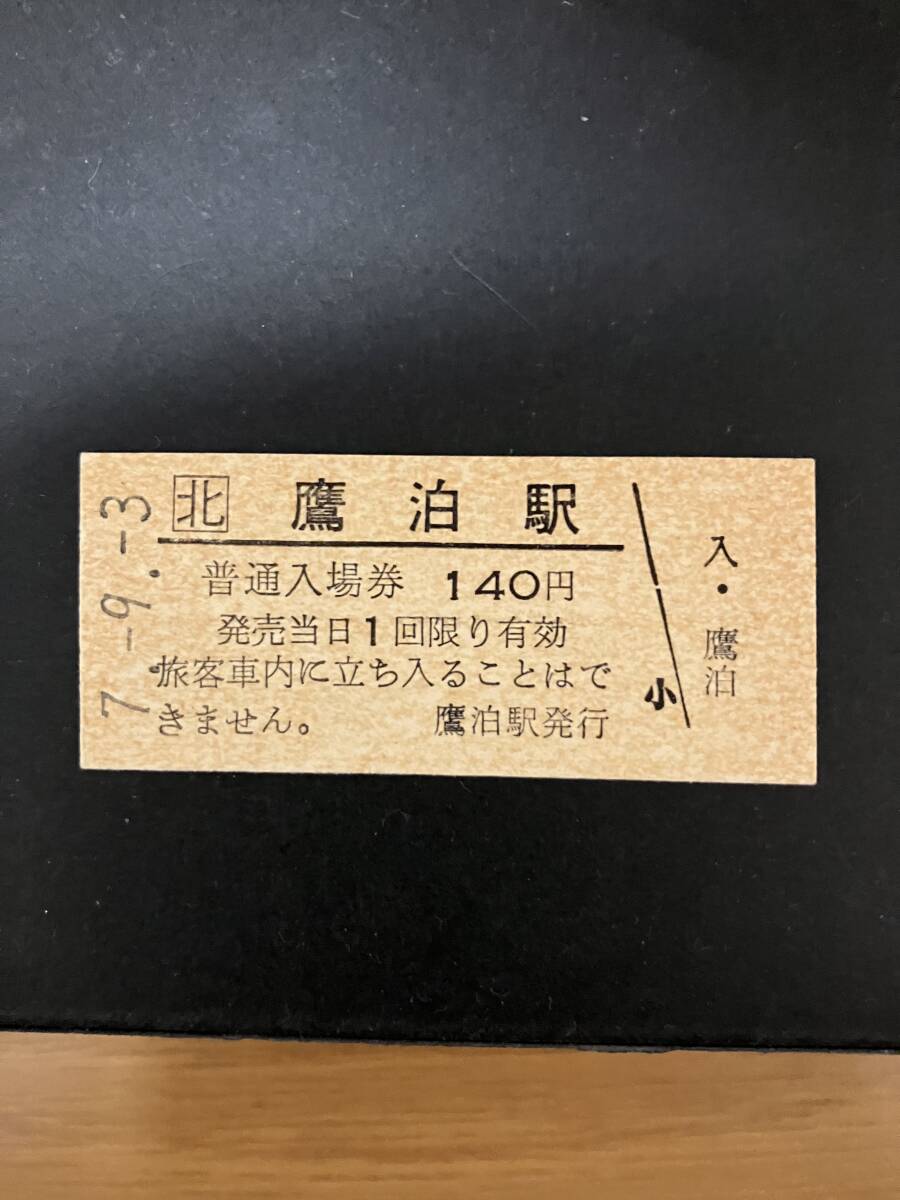 7.-9.-3
北 鷹泊駅
普通入場券 140円
発売当日1回限り有効
旅客車内に立ち入ることはで
きません。 鷹泊駅発行
小
入・鷹泊